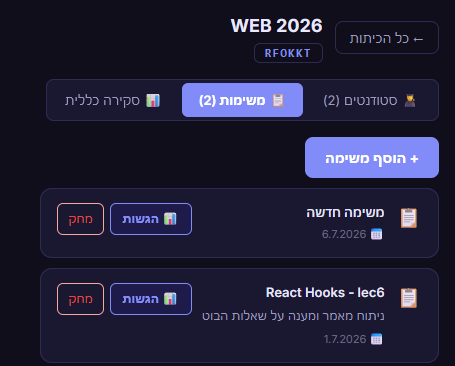 ← כל הכיתות
WEB 2026
RFOKKT
סטודנטים (2)
משימות (2)
סקירה כללית
+ הוסף משימה
משימה חדשה
6.7.2026
הגשות
מחק
React Hooks - lec6
ניתוח מאמר ומענה על שאלות הבוט
1.7.2026
הגשות
מחק